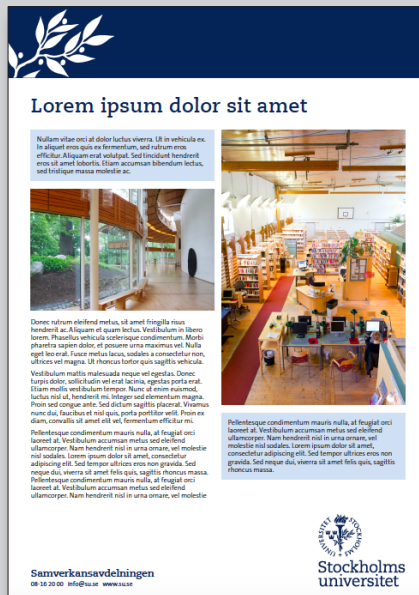 Lorem ipsum dolor sit amet
Nullam vitae orci at dolor luctus viverra. Ut in vehicula ex.
In aliquet eros quis ex fermentum, sed rutrum eros
efficitur. Aliquam erat volutpat. Sed tincidunt hendrerit
eros sit amet lobortis. Etiam accumsan bibendum lectus,
sed tristique massa molestie ac.
Donec rutrum eleifend metus, sit amet fringilla risus
hendrerit ac. Aliquam et quam lectus. Vestibulum in libero
lorem. Phasellus vehicula scelerisque condimentum. Morbi
pharetra sapien dolor, et posuere urna maximus vel. Nulla
eget leo erat. Fusce metus lacus, sodales a consectetur non,
ultrices vel magna. Ut rhoncus tortor quis sagittis vehicula.
Vestibulum mattis malesuada neque vel egestas. Donec
turpis dolor, sollicitudin vel erat lacinia, egestas porta erat.
Etiam mollis vestibulum tempor. Nunc ut enim euismod,
luctus nisl ut, hendrerit mi. Integer sed elementum magna.
Proin sed congue ante. Sed dictum sagittis placerat. Vivamus
nunc dui, faucibus et nisl quis, porta porttitor velit. Proin ex
diam, convallis sit amet elit vel, fermentum efficitur mi.
Pellentesque condimentum mauris nulla, at feugiat orci
laoreet at. Vestibulum accumsan metus sed eleifend
ullamcorper. Nam hendrerit nisl in urna ornare, vel molestie
nisl sodales. Lorem ipsum dolor sit amet, consectetur
adipiscing elit. Sed tempor ultrices eros non gravida. Sed
neque dui, viverra sit amet felis quis, sagittis rhoncus massa.
Pellentesque condimentum mauris nulla, at feugiat orci
laoreet at. Vestibulum accumsan metus sed eleifend
ullamcorper. Nam hendrerit nisl in urna ornare, vel molestie
Pellentesque condimentum mauris nulla, at feugiat orci
laoreet at. Vestibulum accumsan metus sed eleifend
ullamcorper. Nam hendrerit nisl in urna ornare, vel
molestie nisl sodales. Lorem ipsum dolor sit amet,
consectetur adipiscing elit. Sed tempor ultrices eros non
gravida. Sed neque dui, viverra sit amet felis quis, sagittis
rhoncus massa.
Samverkansavdelningen
08-16 20 00 info@su.se www.su.se
STOCKHOLMS
UNIVERSITET
Stockholms
universitet